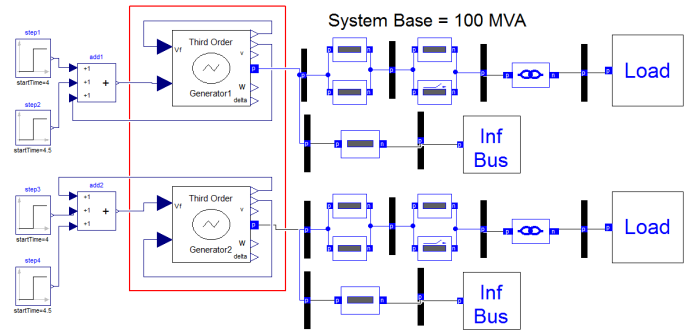 System Base = 100 MVA
step1
startTime=4
step2
startTime=4.5
add1
+1
+1
+1
+
Third Order
Vf
v
p
W
delta
Generator1
p
p
n
p
n
p
p
n
p
n
p
p
n
p
p
Load
p
p
n
p
p
Inf
Bus
step3
startTime=4
step4
startTime=4.5
add2
+1
+1
+1
+
Third Order
Vf
v
p
W
delta
Generator2
p
p
n
p
n
p
p
n
p
n
p
p
n
p
p
Load
p
p
n
p
p
Inf
Bus